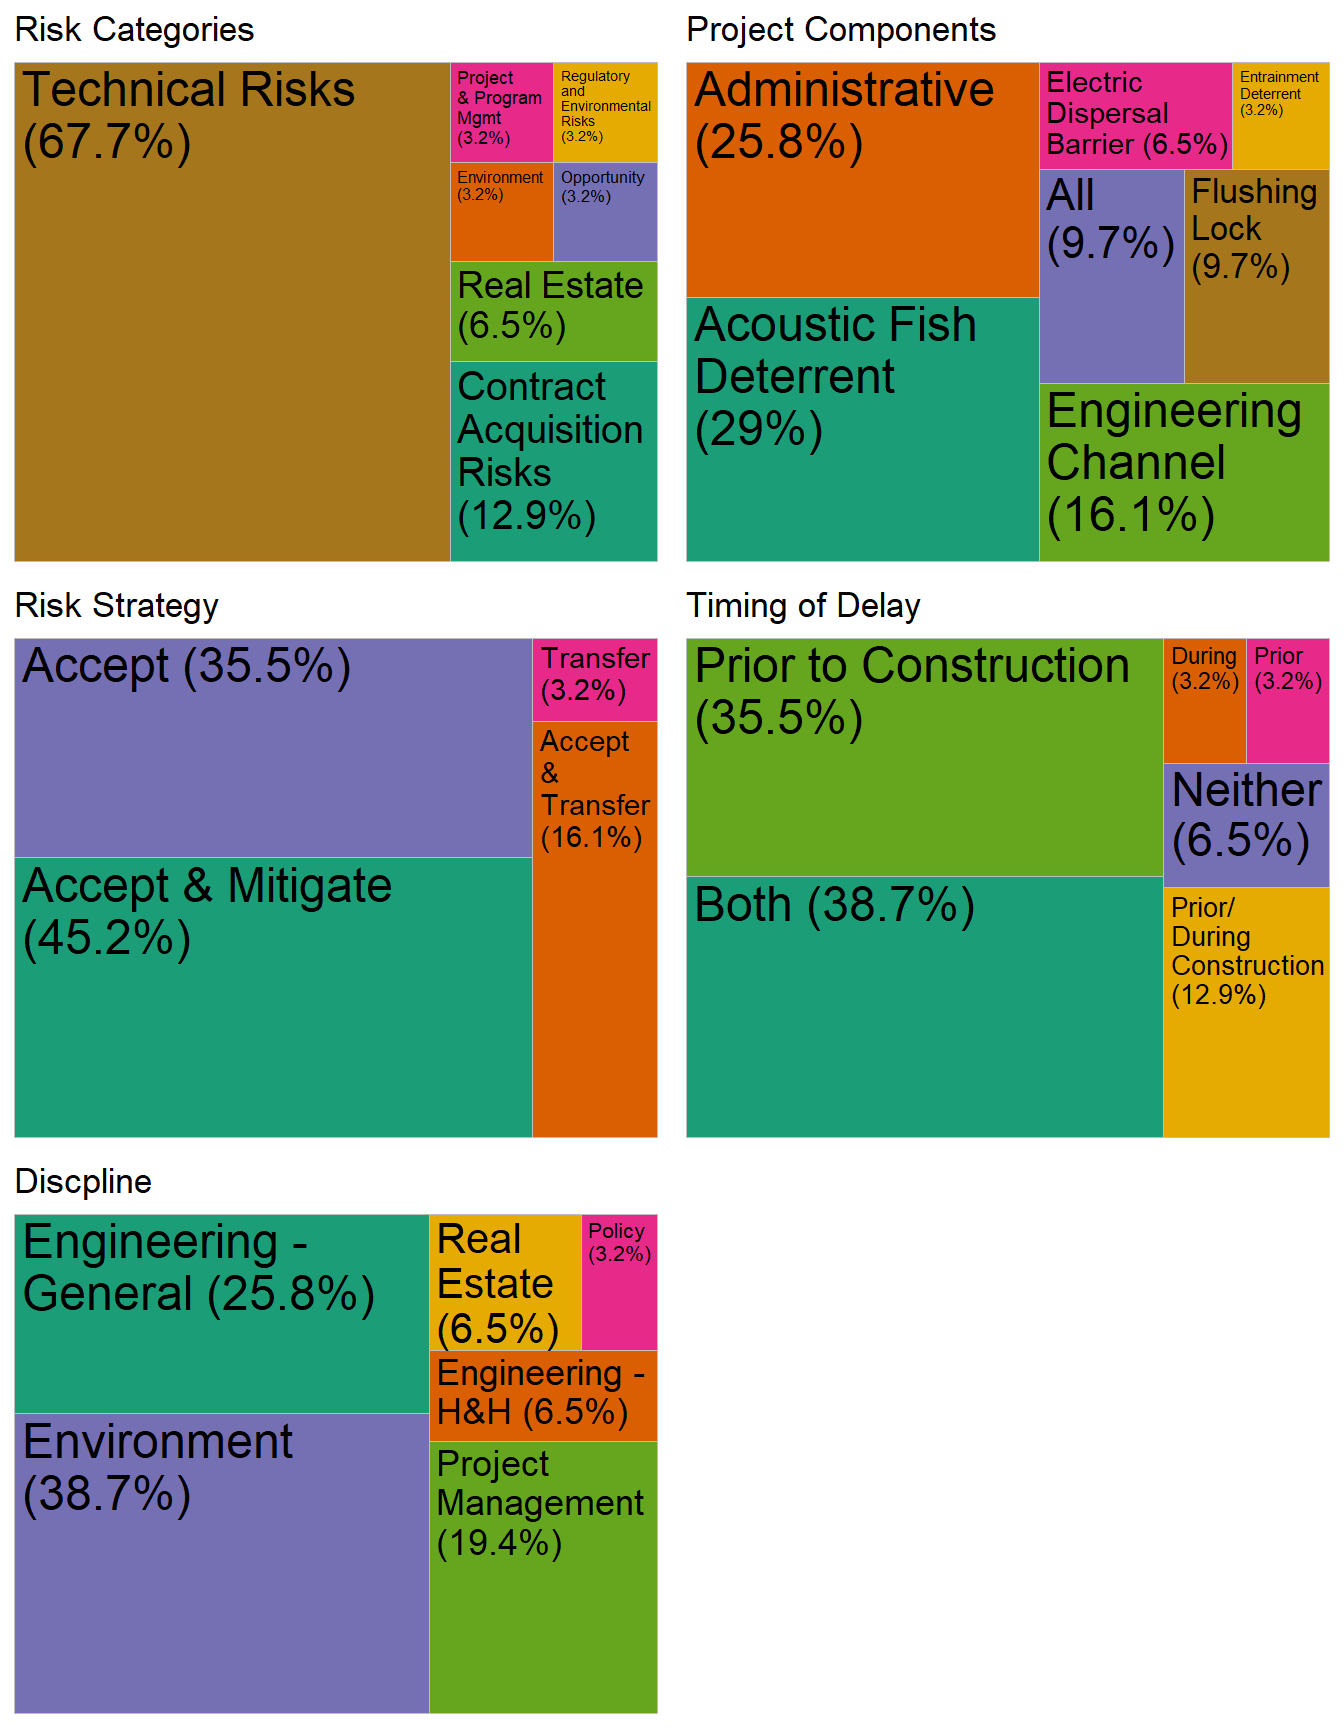 Risk Categories
Technical Risks
(67.7%)
Project
& Program
Mgmt
(3.2%)
Regulatory
and
Environmental
Risks
(3.2%)
Environment
(3.2%)
Opportunity
(3.2%)
Real Estate
(6.5%)
Contract
Acquisition
Risks
(12.9%)
Project Components
Administrative
(25.8%)
Electric
Dispersal
Barrier (6.5%)
Entrainment
Deterrent
(3.2%)
All
(9.7%)
Flushing
Lock
(9.7%)
Acoustic Fish
Deterrent
(29%)
Engineering
Channel
(16.1%)
Risk Strategy
Accept (35.5%)
Transfer
(3.2%)
Accept
&
Transfer
(16.1%)
Accept & Mitigate
(45.2%)
Timing of Delay
Prior to Construction
(35.5%)
During
(3.2%)
Prior
(3.2%)
Neither
(6.5%)
Both (38.7%)
Prior/
During
Construction
(12.9%)
Discpline
Engineering -
General (25.8%)
Real
Estate
(6.5%)
Policy
(3.2%)
Engineering -
H&H (6.5%)
Environment
(38.7%)
Project
Management
(19.4%)